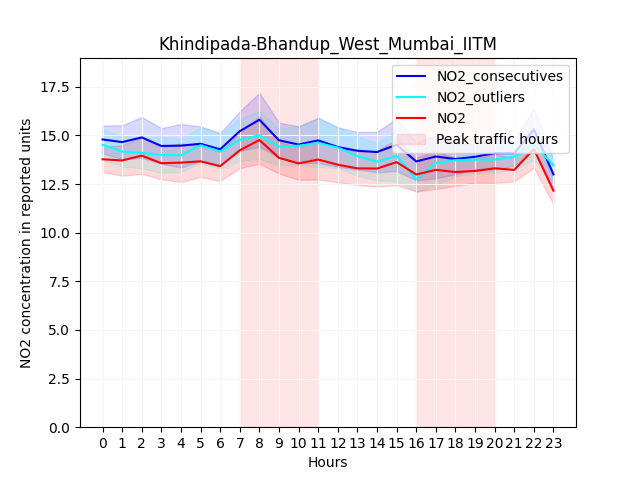 Khindipada-Bhandup_West_Mumbai_IITM
NO2 concentration in reported units
17.5
15.0
12.5
10.0
7.5
5.0
2.5
0.0
NO2_consecutives
NO2_outliers
NO2
Peak traffic hours
0 1 2 3 4 5 6 7 8 9 10 11 12 13 14 15 16 17 18 19 20 21 22 23
Hours